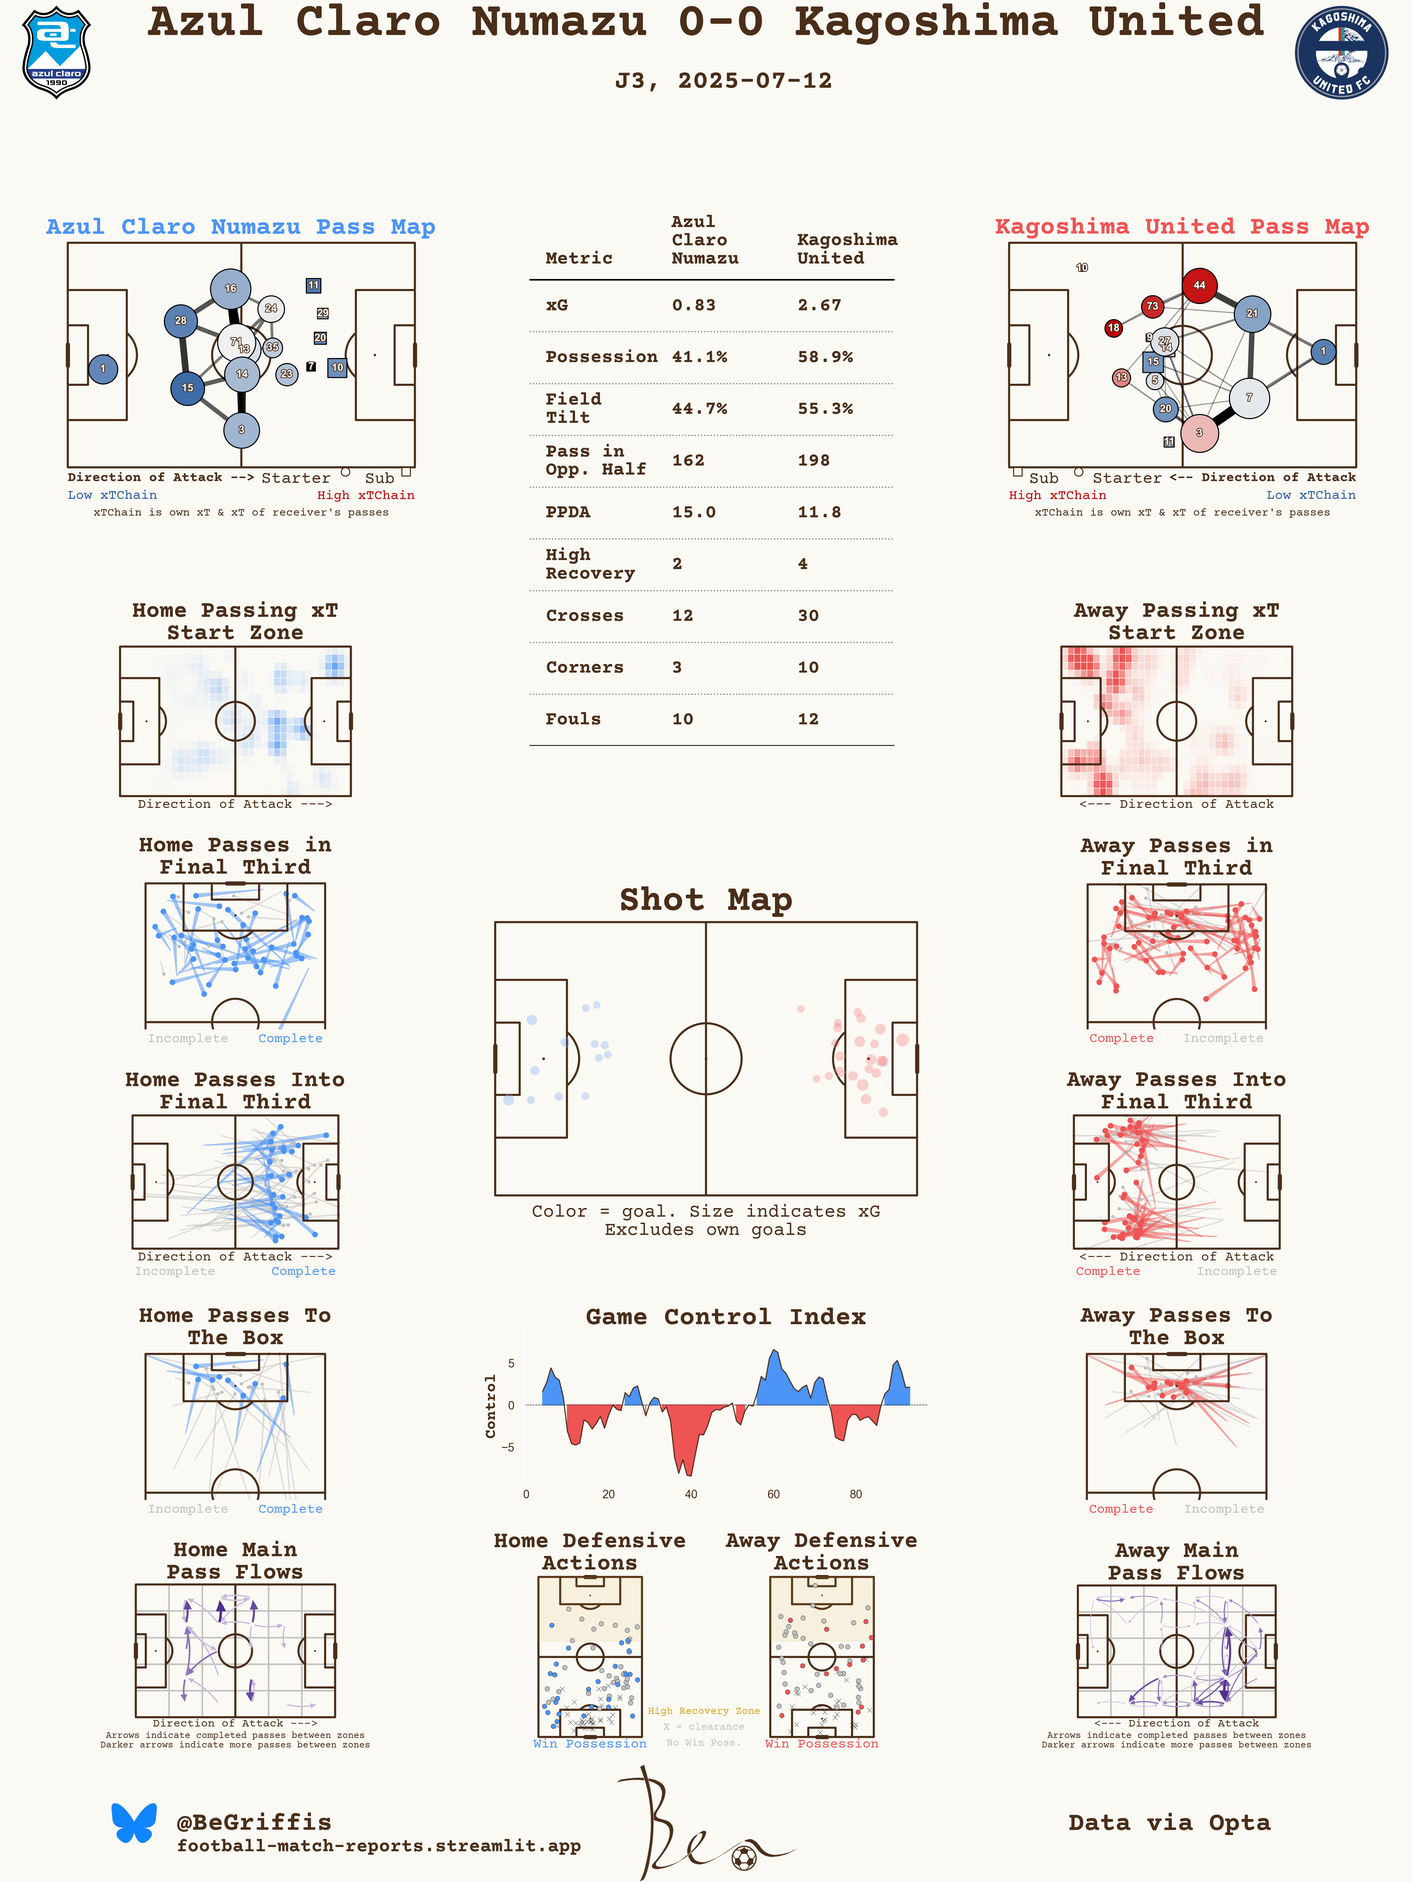 Azul Claro Numazu 0-0 Kagoshima United
J3, 2025-07-12
azul claro
1990
KAGOSHIMA
UNITED FC
Azul Claro Numazu Pass Map
16
24
11
28
29
71
13
35
20
1
14
23
7
10
15
3
Direction of Attack --> Starter Sub
Low xTChain High xTChain
xTChain is own xT & xT of receiver's passes
Metric Azul Claro Numazu Kagoshima United
xG 0.83 2.67
Possession 41.1% 58.9%
Field Tilt 44.7% 55.3%
Pass in Opp. Half 162 198
PPDA 15.0 11.8
High Recovery 2 4
Crosses 12 30
Corners 3 10
Fouls 10 12
Kagoshima United Pass Map
10
44
73
21
18
27
14
1
15
13
5
7
20
3
11
Sub Starter <-- Direction of Attack
High xTChain Low xTChain
xTChain is own xT & xT of receiver's passes
Home Passing xT
Start Zone
Direction of Attack --->
Away Passing xT
Start Zone
<--- Direction of Attack
Home Passes in
Final Third
Incomplete Complete
Away Passes in
Final Third
Complete Incomplete
Shot Map
Color = goal. Size indicates xG
Excludes own goals
Home Passes Into
Final Third
Direction of Attack --->
Incomplete Complete
Away Passes Into
Final Third
<--- Direction of Attack
Complete Incomplete
Home Passes To
The Box
Incomplete Complete
Game Control Index
Control
5
0
−5
0 20 40 60 80
Away Passes To
The Box
Complete Incomplete
Home Main
Pass Flows
Direction of Attack --->
Arrows indicate completed passes between zones
Darker arrows indicate more passes between zones
Home Defensive
Actions
Win Possession
Away Defensive
Actions
Win Possession
High Recovery Zone
X = clearance
No Win Poss.
Away Main
Pass Flows
<--- Direction of Attack
Arrows indicate completed passes between zones
Darker arrows indicate more passes between zones
@BeGriffis
football-match-reports.streamlit.app
Ben
Data via Opta